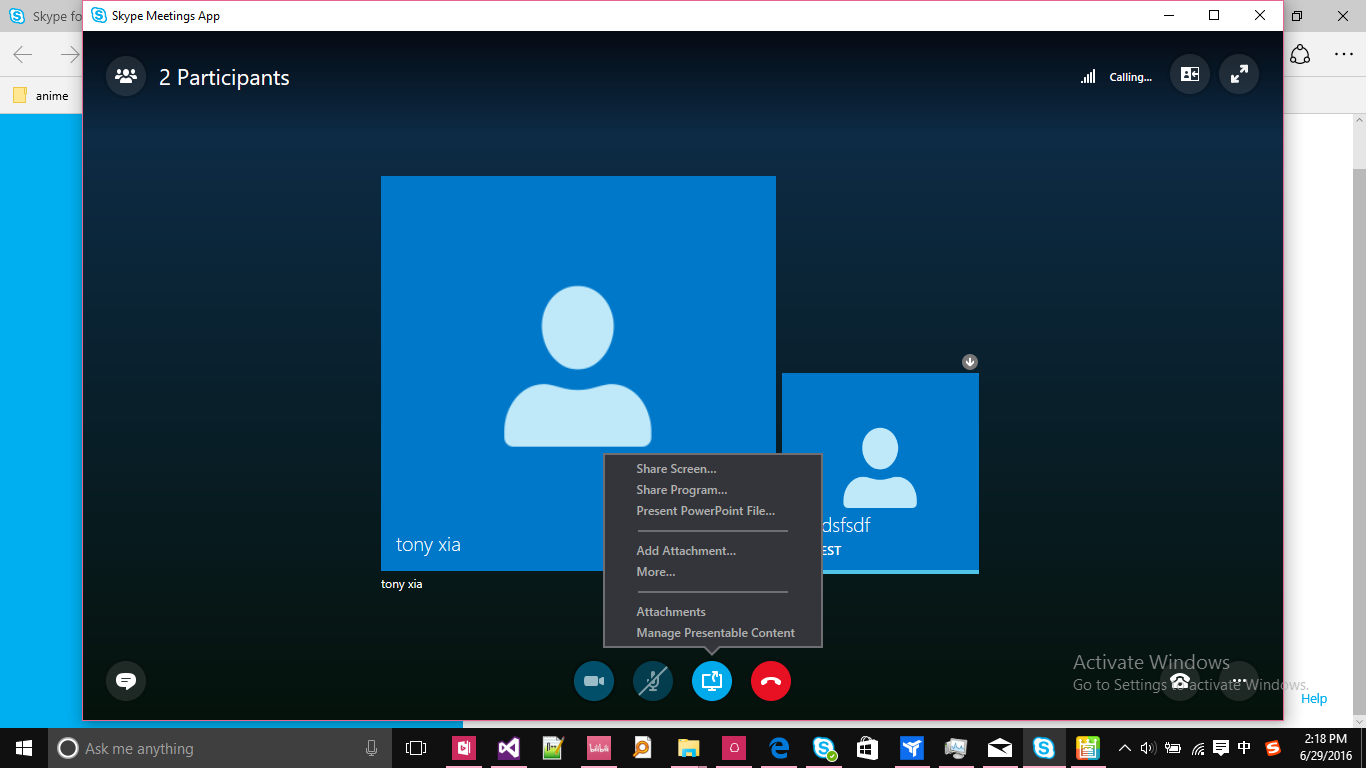 Skype fo
Skype Meetings App
anime
2 Participants
Calling...
tony xia
tony xia
dsfsdf
EST
Share Screen...
Share Program...
Present PowerPoint File...
Add Attachment...
More...
Attachments
Manage Presentable Content
Activate Windows
Go to Settings to activate Windows.
Help
Ask me anything
中
2:18 PM
6/29/2016